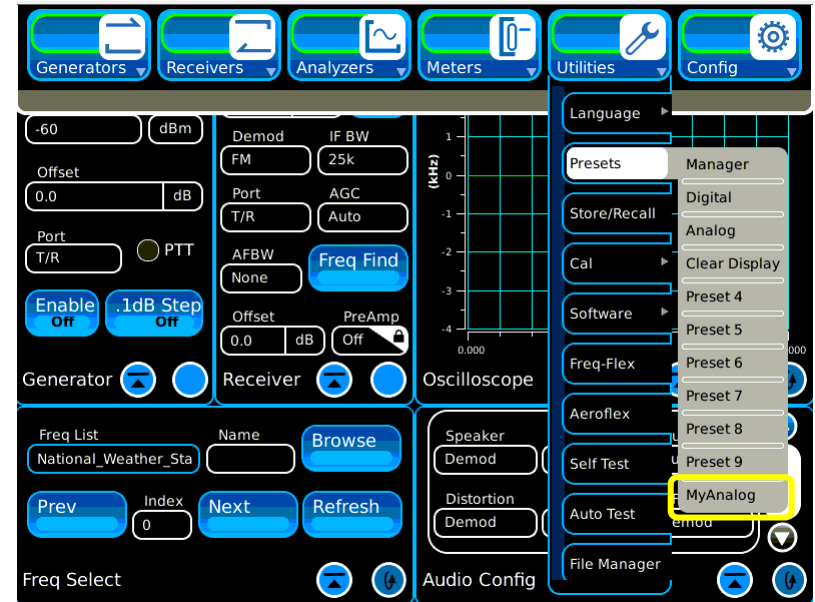 Generators
Receivers
Analyzers
Meters
Utilities
Config
-60
dBm
Offset
0.0
dB
Port
T/R
PTT
Enable
Off
.1dB Step
Off
Generator
Demod
IF BW
FM
25k
Port
AGC
T/R
Auto
AFBW
None
Freq Find
Offset
PreAmp
0.0
dB
Off
Receiver
(kHz)
1
0
-1
-2
-3
-4
0.000
000
Oscilloscope
Language
Presets
Store/Recall
Cal
Software
Freq-Flex
Aeroflex
Self Test
Auto Test
File Manager
Manager
Digital
Analog
Clear Display
Preset 4
Preset 5
Preset 6
Preset 7
Preset 8
Preset 9
MyAnalog
Freq List
Name
National_Weather_Sta
Browse
Prev
Index
0
Next
Refresh
Freq Select
Speaker
Demod
Distortion
Demod
emod
Audio Config